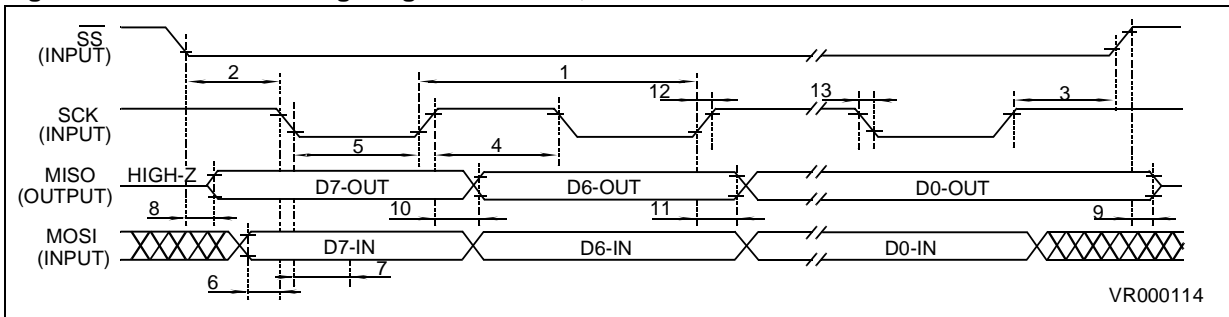 SS
(INPUT)
2
1
12
13
3
SCK
(INPUT)
5
4
MISO
(OUTPUT)
HIGH-Z
D7-OUT
D6-OUT
D0-OUT
8
10
11
9
MOSI
(INPUT)
D7-IN
D6-IN
D0-IN
7
6
VR000114